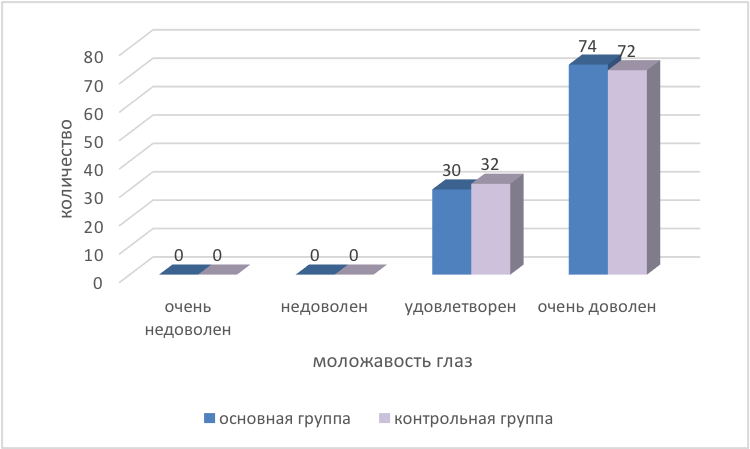 74
72
80
70
60
50
40
30
20
10
0
количество
30
32
0
0
0
0
очень
недоволен
недоволен
удовлетворен
очень доволен
моложавость глаз
основная группа
контрольная группа